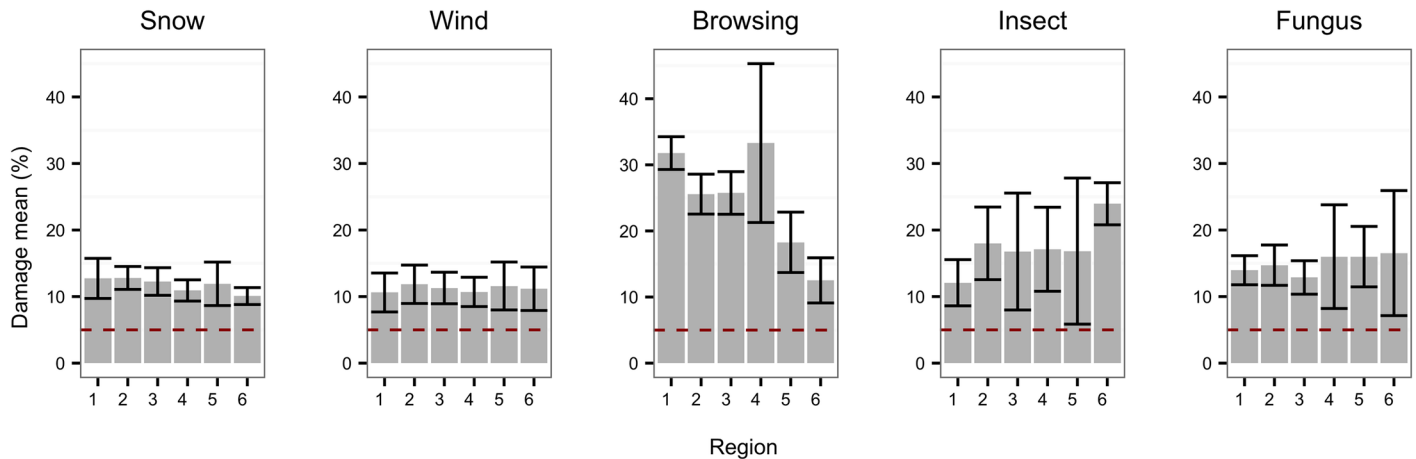 Snow Wind Browsing Insect Fungus
Damage mean (%)
40 40 40 40 40
30 30 30 30 30
20 20 20 20 20
10 10 10 10 10
0 0 0 0 0
1 2 3 4 5 6 1 2 3 4 5 6 1 2 3 4 5 6 1 2 3 4 5 6 1 2 3 4 5 6
Region